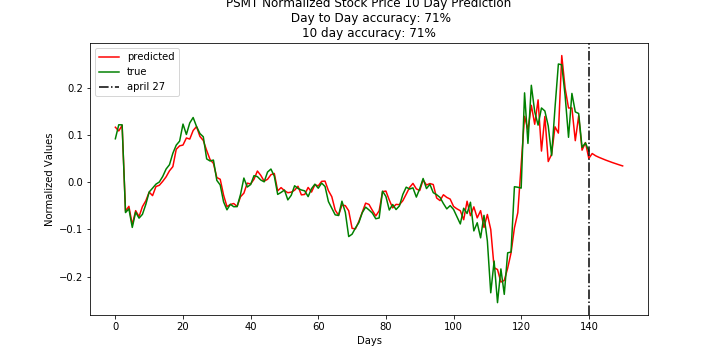 PSMT Normalized Stock Price 10 Day Prediction
Day to Day accuracy: 71%
10 day accuracy: 71%
predicted
true
april 27
Normalized Values
0.2
0.1
0.0
−0.1
−0.2
0 20 40 60 80 100 120 140
Days